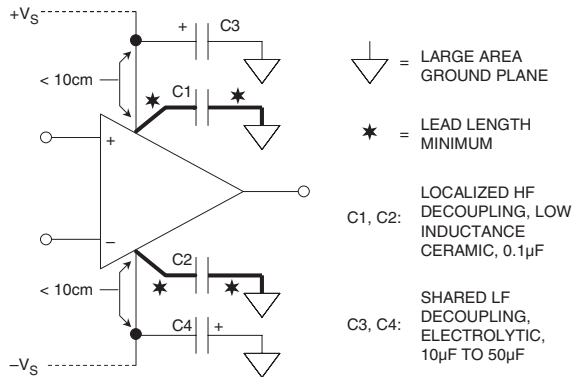 +VS
+
C3
< 10cm
C1
+
–
C2
< 10cm
C4
+
–VS
= LARGE AREA
GROUND PLANE
= LEAD LENGTH
MINIMUM
C1, C2:
LOCALIZED HF
DECOUPLING, LOW
INDUCTANCE
CERAMIC, 0.1µF
C3, C4:
SHARED LF
DECOUPLING,
ELECTROLYTIC,
10µF TO 50µF